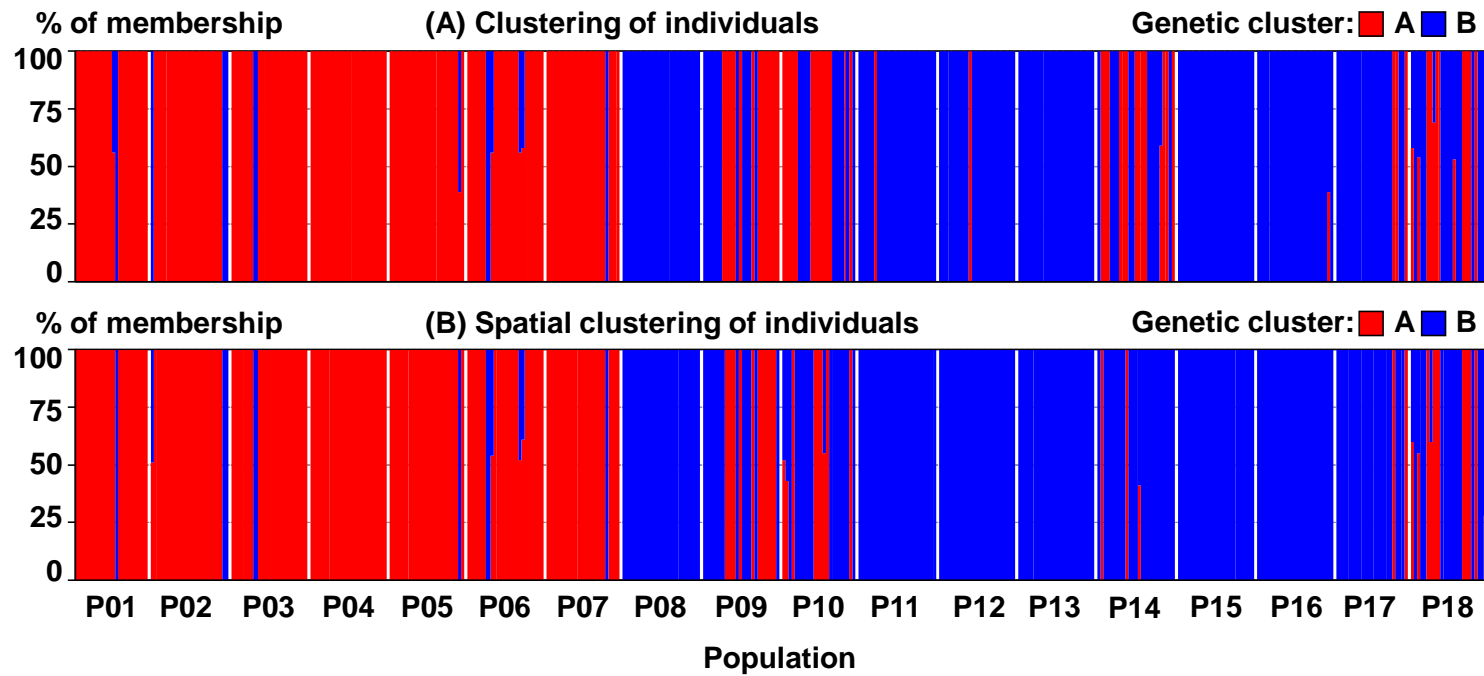 % of membership (A) Clustering of individuals Genetic cluster: A B
100
75
50
25
0
% of membership (B) Spatial clustering of individuals Genetic cluster: A B
100
75
50
25
0
P01 P02 P03 P04 P05 P06 P07 P08 P09 P10 P11 P12 P13 P14 P15 P16 P17 P18
Population